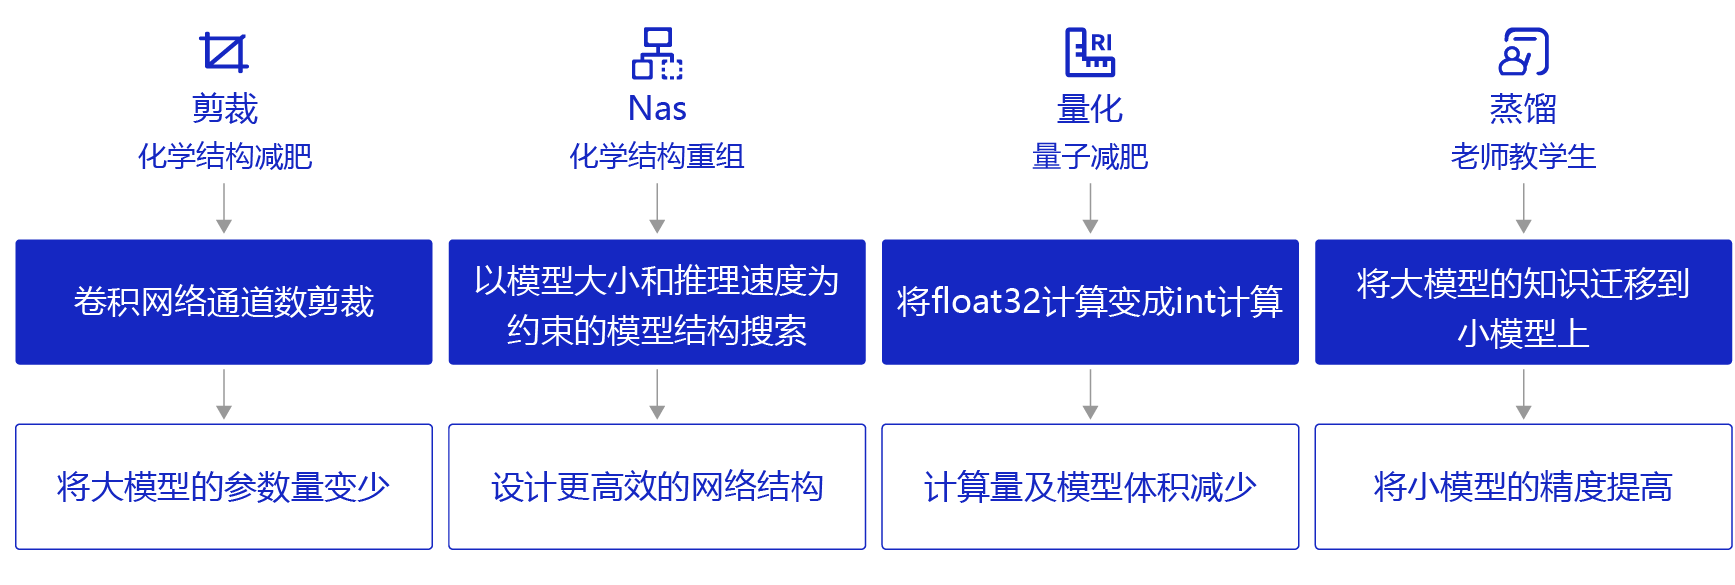 剪裁
化学结构减肥
卷积网络通道数剪裁
将大模型的参数量变少
Nas
化学结构重组
以模型大小和推理速度为
约束的模型结构搜索
设计更高效的网络结构
RI
量化
量子减肥
将float32计算变成int计算
计算量及模型体积减少
蒸馏
老师教学生
将大模型的知识迁移到
小模型上
将小模型的精度提高